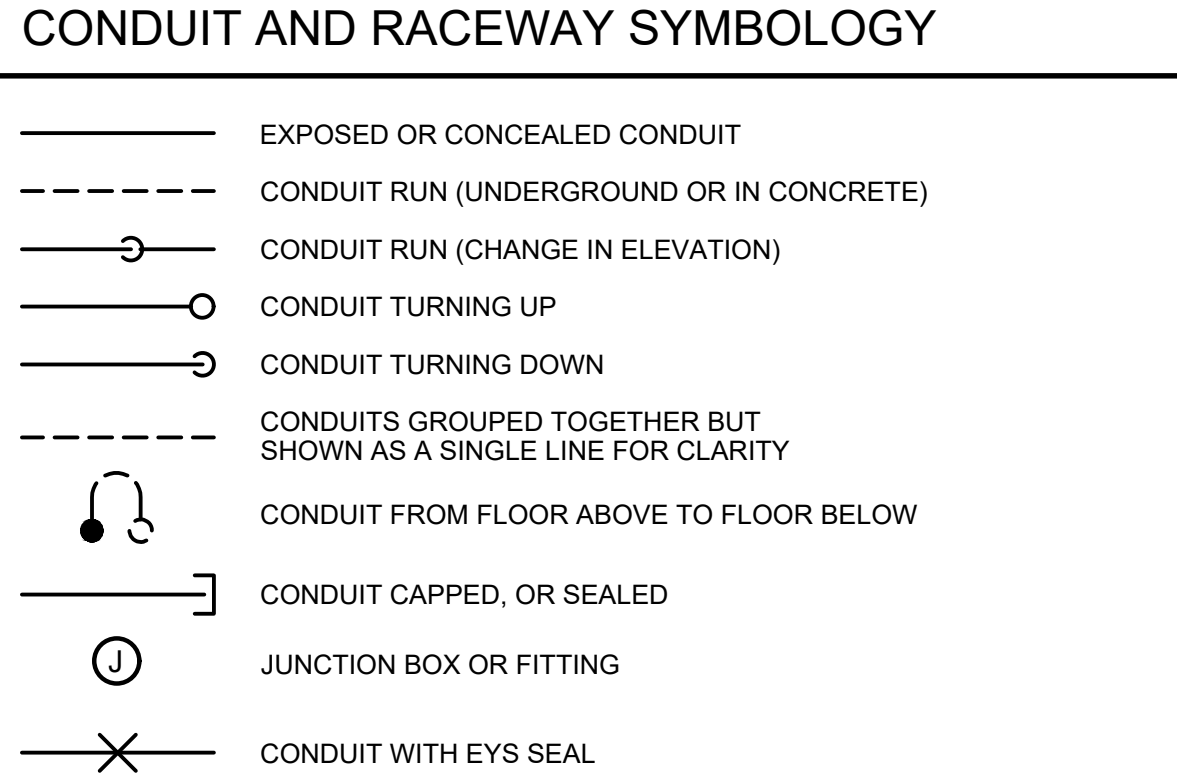 CONDUIT AND RACEWAY SYMBOLOGY
EXPOSED OR CONCEALED CONDUIT
CONDUIT RUN (UNDERGROUND OR IN CONCRETE)
CONDUIT RUN (CHANGE IN ELEVATION)
CONDUIT TURNING UP
CONDUIT TURNING DOWN
CONDUITS GROUPED TOGETHER BUT
SHOWN AS A SINGLE LINE FOR CLARITY
CONDUIT FROM FLOOR ABOVE TO FLOOR BELOW
CONDUIT CAPPED, OR SEALED
J JUNCTION BOX OR FITTING
CONDUIT WITH EYS SEAL